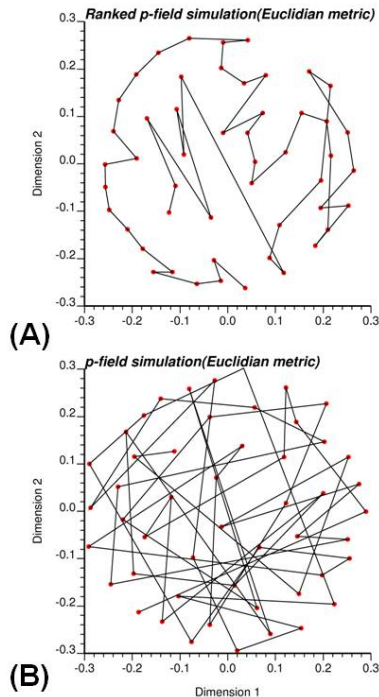 Ranked p-field simulation(Euclidian metric)
0.3
0.2
0.1
0.0
-0.1
-0.2
-0.3
Dimension 2
-0.3 -0.2 -0.1 0.0 0.1 0.2 0.3
(A)
p-field simulation(Euclidian metric)
0.3
0.2
0.1
0.0
-0.1
-0.2
-0.3
Dimension 2
-0.3 -0.2 -0.1 0.0 0.1 0.2 0.3
Dimension 1
(B)